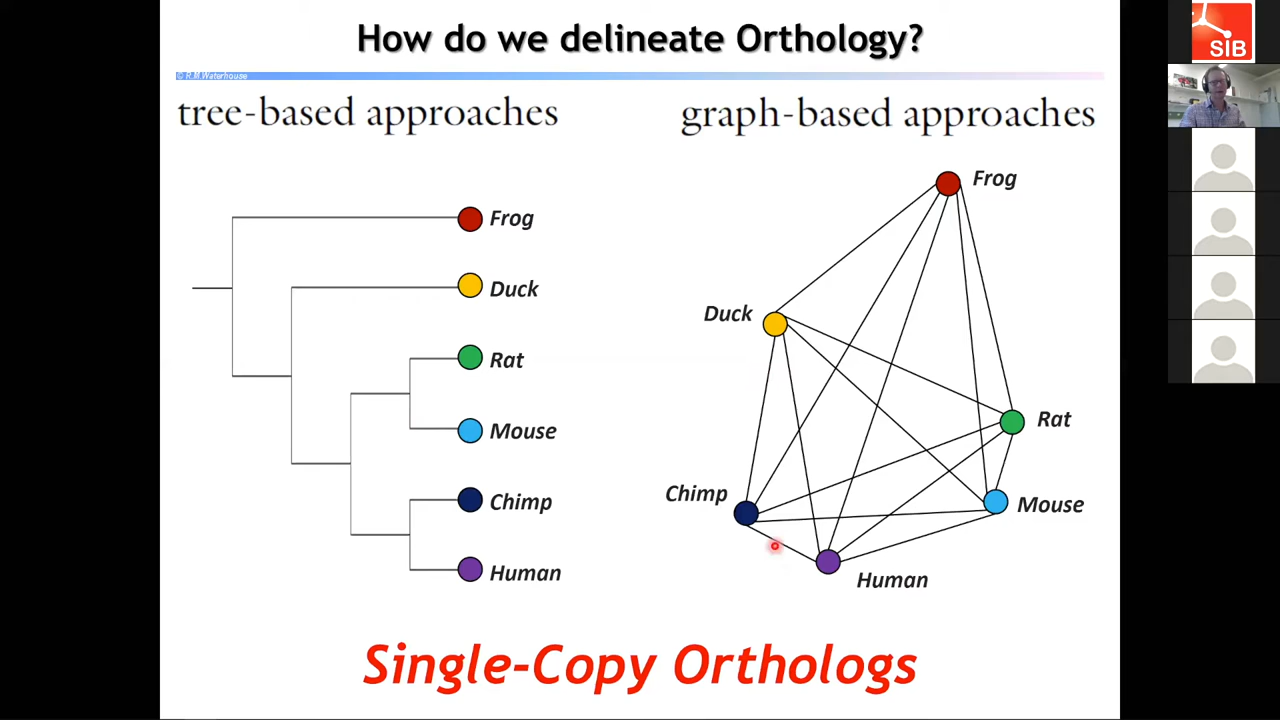 How do we delineate Orthology?
© R.M.Waterhouse
tree-based approaches
Frog
Duck
Rat
Mouse
Chimp
Human
graph-based approaches
Frog
Duck
Rat
Chimp
Mouse
Human
Single-Copy Orthologs
SIB